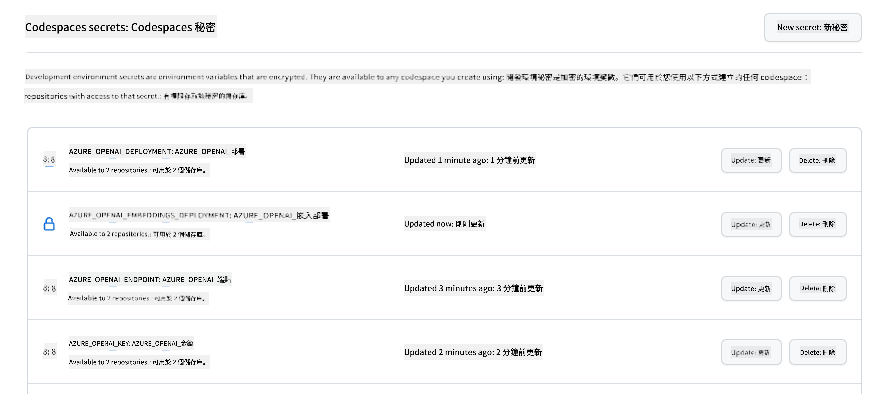 Codespaces secrets: Codespaces 秘密
New secret: 新秘密
Development environment secrets are environment variables that are encrypted. They are available to any codespace you create using: 開發環境秘密是加密的環境變數。它們可用於您使用以下方式建立的任何 codespace：
repositories with access to that secret.: 有權限存取該秘密的儲存庫。
8: 8
AZURE_OPENAI_DEPLOYMENT: AZURE_OPENAI_部署
Available to 2 repositories.: 可用於 2 個儲存庫。
Updated 1 minute ago: 1 分鐘前更新
Update: 更新
Delete: 刪除
AZURE_OPENAI_EMBEDDINGS_DEPLOYMENT: AZURE_OPENAI_嵌入部署
Available to 2 repositories.: 可用於 2 個儲存庫。
Updated now: 即時更新
Update: 更新
Delete: 刪除
8: 8
AZURE_OPENAI_ENDPOINT: AZURE_OPENAI_端點
Available to 2 repositories.: 可用於 2 個儲存庫。
Updated 3 minutes ago: 3 分鐘前更新
Update: 更新
Delete: 刪除
8: 8
AZURE_OPENAI_KEY: AZURE_OPENAI_金鑰
Available to 2 repositories.: 可用於 2 個儲存庫。
Updated 2 minutes ago: 2 分鐘前更新
Update: 更新
Delete: 刪除